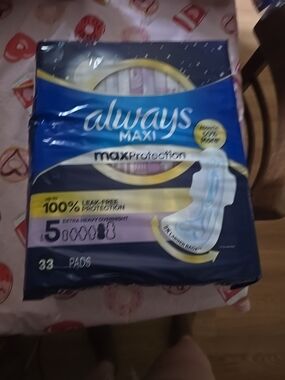 always
MAXI
maxProtection
UP TO
100% LEAK-FREE
PROTECTION
5 EXTRA HEAVY OVERNIGHT
33 PADS